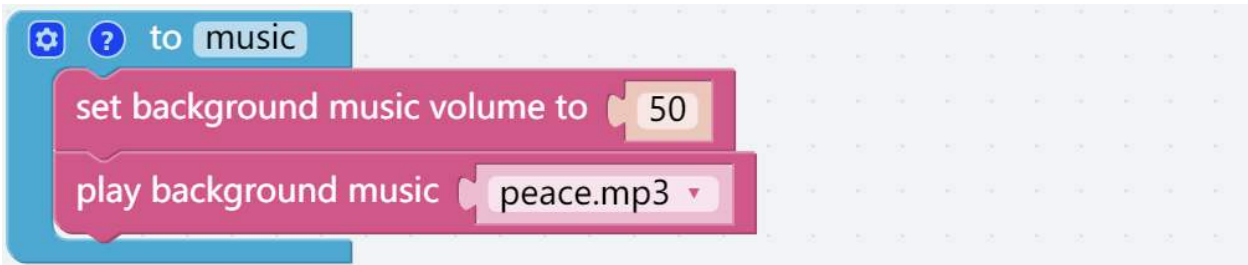 ? to music
set background music volume to 50
play background music peace.mp3